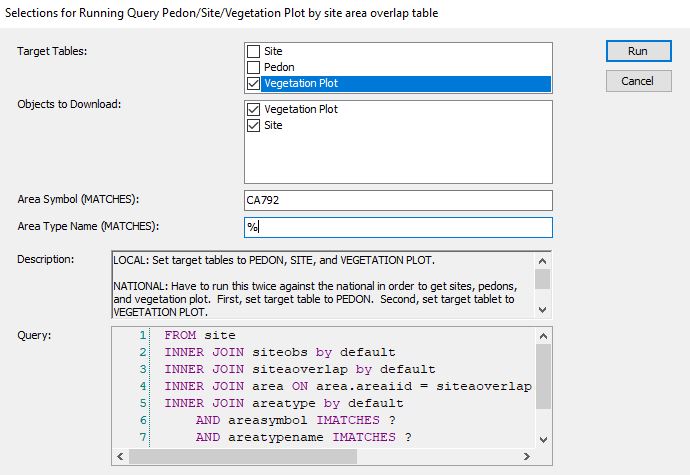 Selections for Running Query Pedon/Site/Vegetation Plot by site area overlap table
Target Tables:
Site
Pedon
Vegetation Plot
Run
Cancel
Objects to Download:
Vegetation Plot
Site
Area Symbol (MATCHES):
CA792
Area Type Name (MATCHES):
%
Description:
LOCAL: Set target tables to PEDON, SITE, and VEGETATION PLOT.
NATIONAL: Have to run this twice against the national in order to get sites, pedons,
and vegetation plot. First, set target table to PEDON. Second, set target tablet to
VEGETATION PLOT.
Query:
1 FROM site
2 INNER JOIN siteobs by default
3 INNER JOIN siteaoverlap by default
4 INNER JOIN area ON area.areaiid = siteaoverlap
5 INNER JOIN areatype by default
6 AND areasymbol IMATCHES ?
7 AND areatypename IMATCHES ?